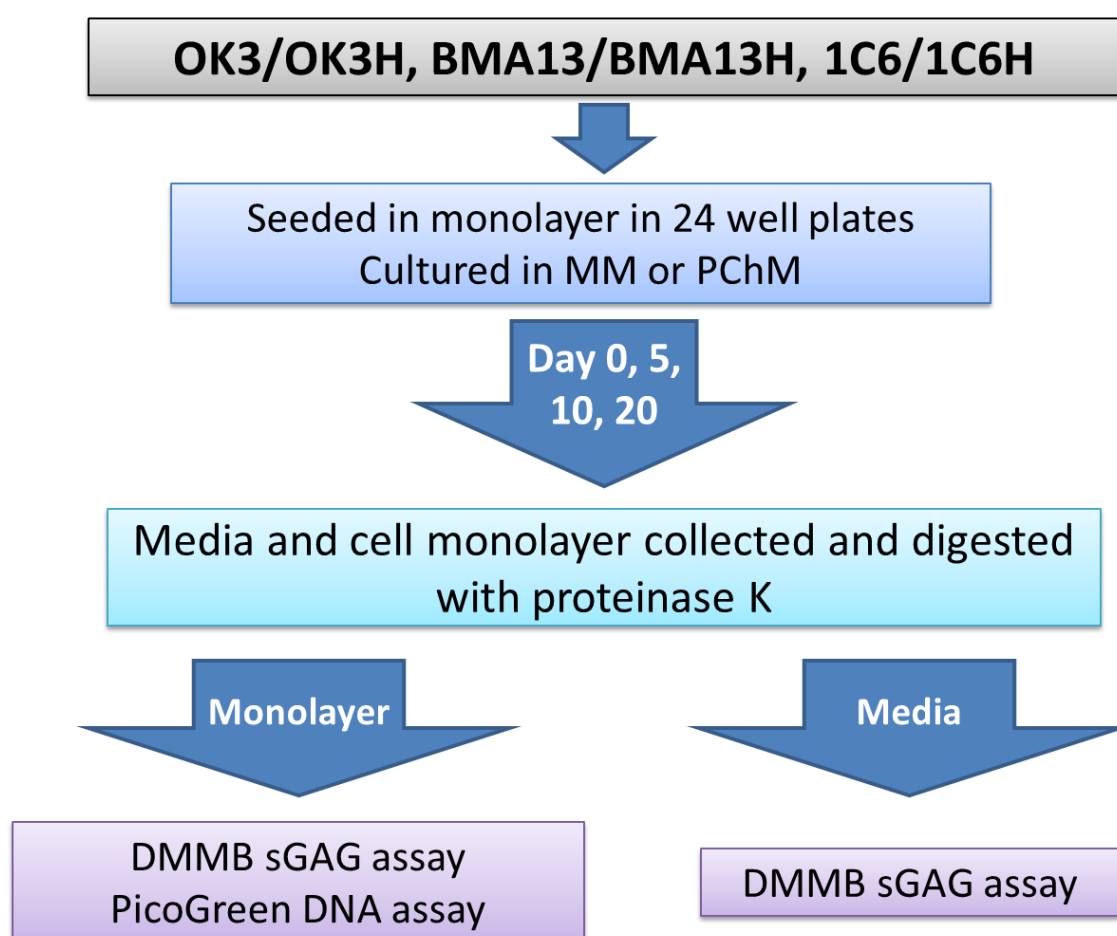 OK3/OK3H, BMA13/BMA13H, 1C6/1C6H
Seeded in monolayer in 24 well plates
Cultured in MM or PChM
Day 0, 5,
10, 20
Media and cell monolayer collected and digested
with proteinase K
Monolayer
Media
DMMB sGAG assay
PicoGreen DNA assay
DMMB sGAG assay